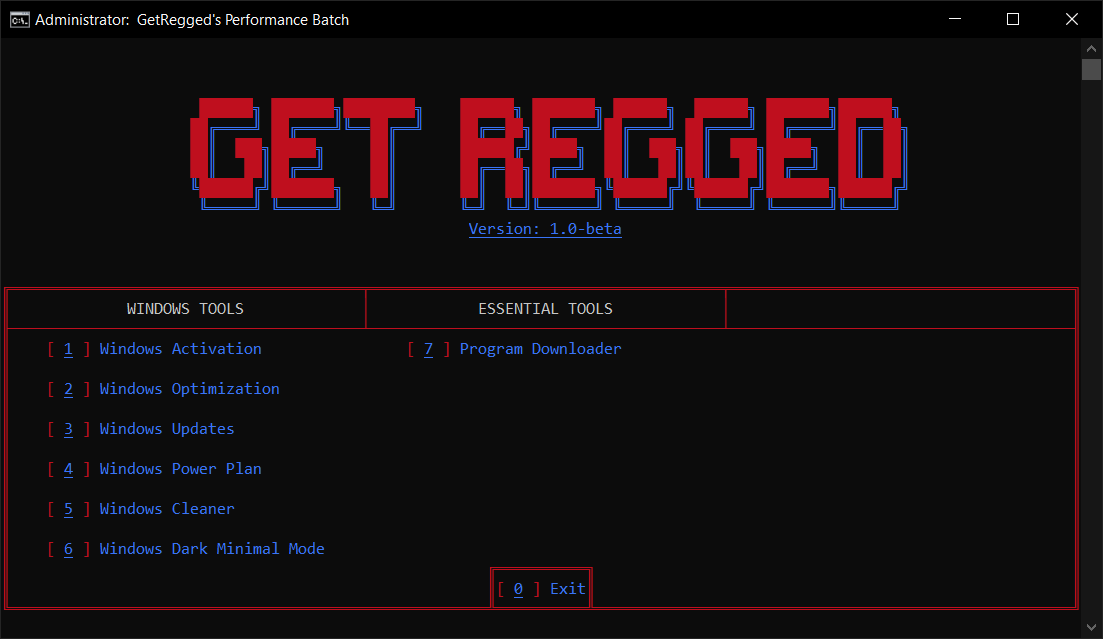 Administrator:  GetRegged's Performance Batch
GET REGGED
Version: 1.0-beta
WINDOWS TOOLS ESSENTIAL TOOLS
[ 1 ] Windows Activation [ 7 ] Program Downloader
[ 2 ] Windows Optimization
[ 3 ] Windows Updates
[ 4 ] Windows Power Plan
[ 5 ] Windows Cleaner
[ 6 ] Windows Dark Minimal Mode
[ 0 ] Exit